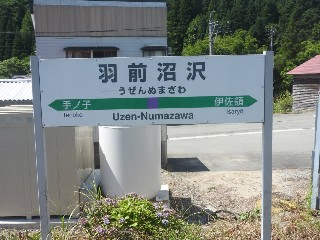 羽前沼沢
うぜんぬまざわ
手ノ子 伊佐領
Tenoko Isaryō
Uzen-Numazawa